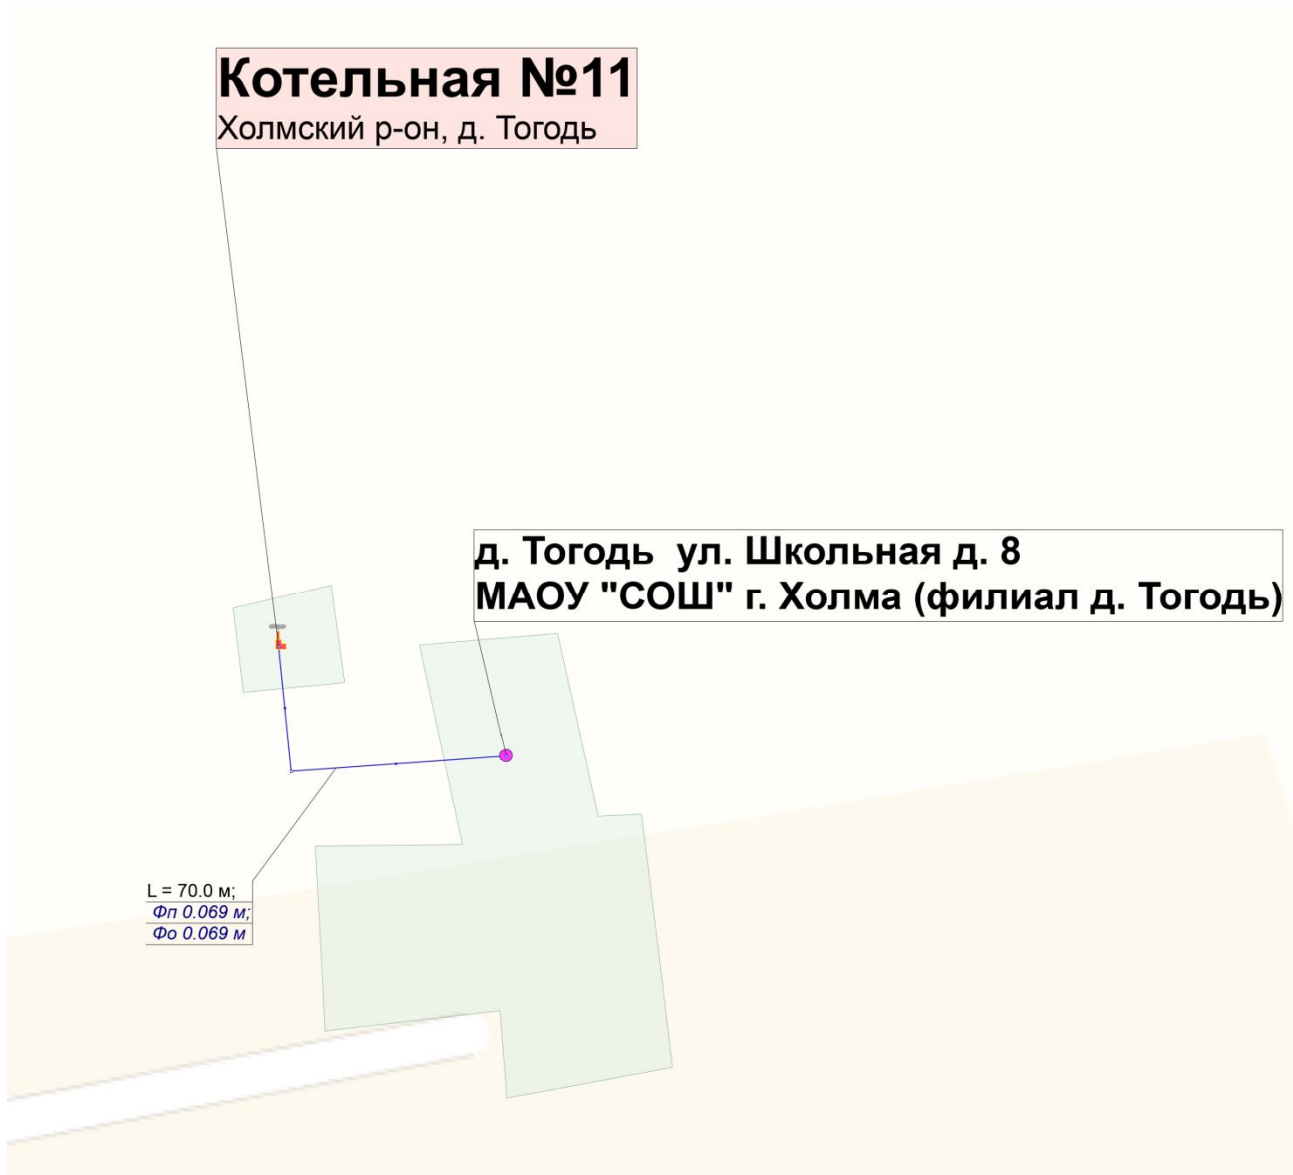 Котельная №11
Холмский р-он, д. Тогодь
д. Тогодь ул. Школьная д. 8
МАОУ "СОШ" г. Холма (филиал д. Тогодь)
L = 70.0 м;
Фп 0.069 м;
Фо 0.069 м